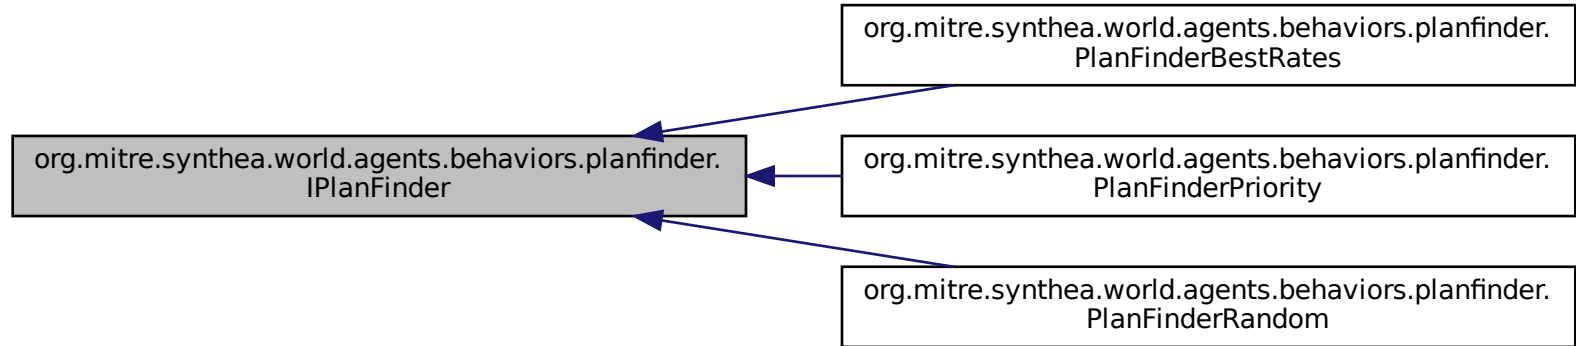 org.mitre.synthea.world.agents.behaviors.planfinder.
PlanFinderBestRates
org.mitre.synthea.world.agents.behaviors.planfinder.
IPlanFinder
org.mitre.synthea.world.agents.behaviors.planfinder.
PlanFinderPriority
org.mitre.synthea.world.agents.behaviors.planfinder.
PlanFinderRandom